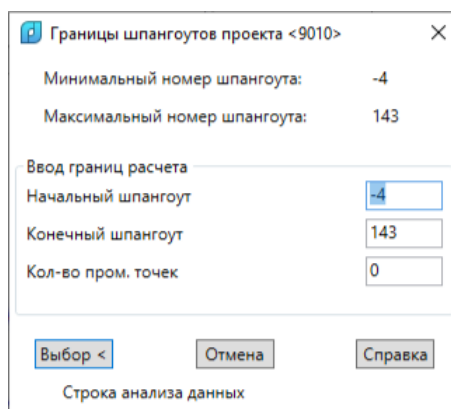 Границы шпангоутов проекта <9010>
Минимальный номер шпангоута: -4
Максимальный номер шпангоута: 143
Ввод границ расчета
Начальный шпангоут -4
Конечный шпангоут 143
Кол-во пром. точек 0
Выбор < Отмена Справка
Строка анализа данных